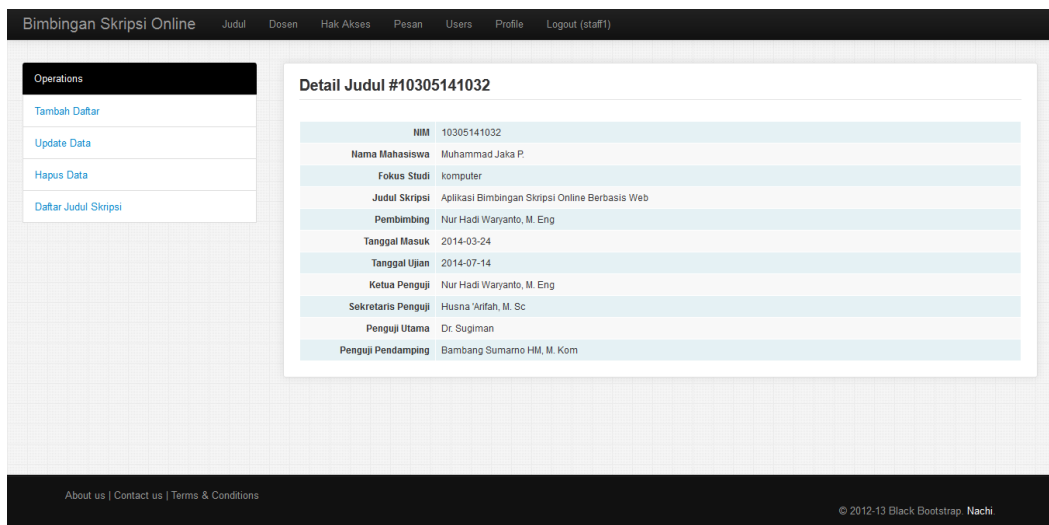 Bimbingan Skripsi Online Judul Dosen Hak Akses Pesan Users Profile Logout (staff1)
Operations
Tambah Daftar
Update Data
Hapus Data
Daftar Judul Skripsi
Detail Judul #10305141032
NIM 10305141032
Nama Mahasiswa Muhammad Jaka P.
Fokus Studi komputer
Judul Skripsi Aplikasi Bimbingan Skripsi Online Berbasis Web
Pembimbing Nur Hadi Waryanto, M. Eng
Tanggal Masuk 2014-03-24
Tanggal Ujian 2014-07-14
Ketua Penguji Nur Hadi Waryanto, M. Eng
Sekretaris Penguji Husna 'Arifah, M. Sc
Penguji Utama Dr. Sugiman
Penguji Pendamping Bambang Sumarno HM, M. Kom
About us | Contact us | Terms & Conditions
© 2012-13 Black Bootstrap. Nachi.